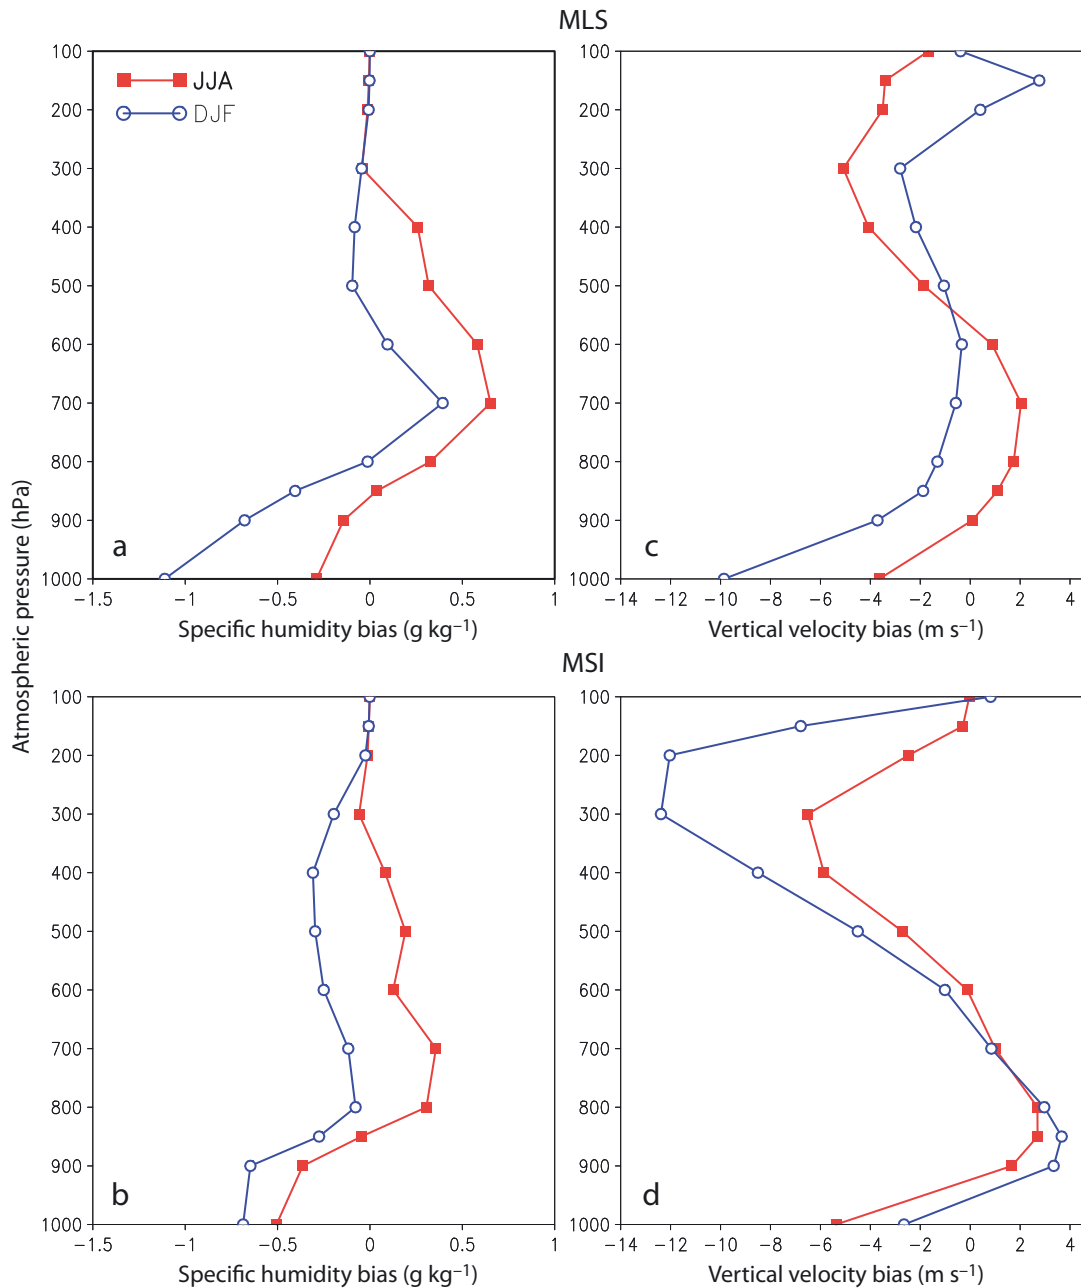 MLS
100
200
300
400
500
600
700
800
900
1000
JJA
DJF
a
−1.5 −1 −0.5 0 0.5 1
Specific humidity bias (g kg−1)
100
200
300
400
500
600
700
800
900
1000
c
−14 −12 −10 −8 −6 −4 −2 0 2 4
Vertical velocity bias (m s−1)
Atmospheric pressure (hPa)
MSI
100
200
300
400
500
600
700
800
900
1000
b
−1.5 −1 −0.5 0 0.5 1
Specific humidity bias (g kg−1)
100
200
300
400
500
600
700
800
900
1000
d
−14 −12 −10 −8 −6 −4 −2 0 2 4
Vertical velocity bias (m s−1)